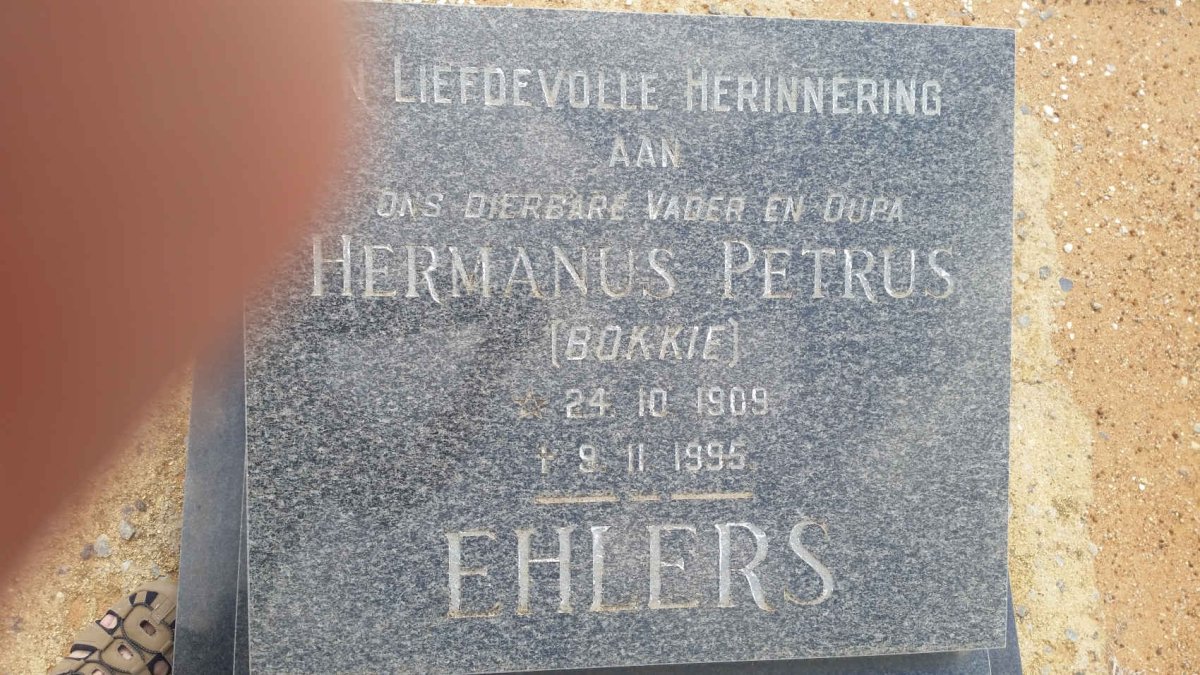 LIEFDEVOLLE HERINNERING
AAN
ONS DIERBARE VADER EN OUPA
HERMANUS PETRUS
(BOKKIE)
☆ 24 10 1909
† 9 11 1995
EHLERS